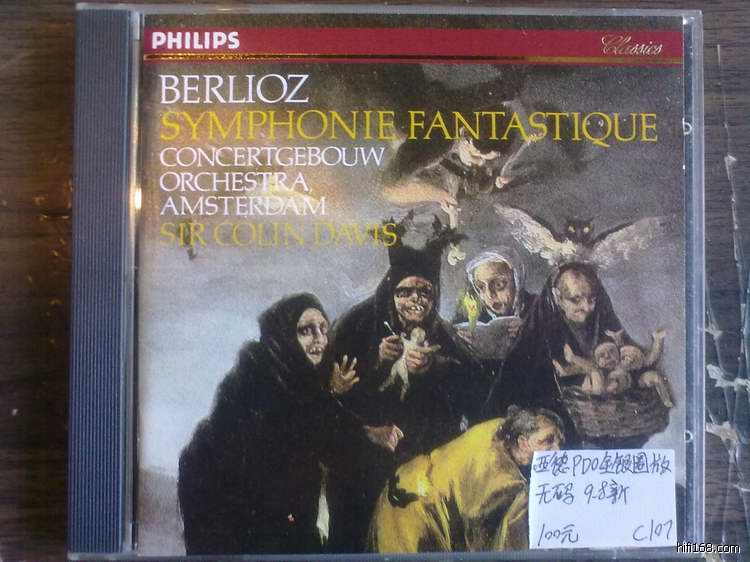 PHILIPS
Classics
BERLIOZ
SYMPHONIE FANTASTIQUE
CONCERTGEBOUW
ORCHESTRA,
AMSTERDAM
SIR COLIN DAVIS
西德PDO全银圈版
无码 9.8新
100元 C107
hifi168.com